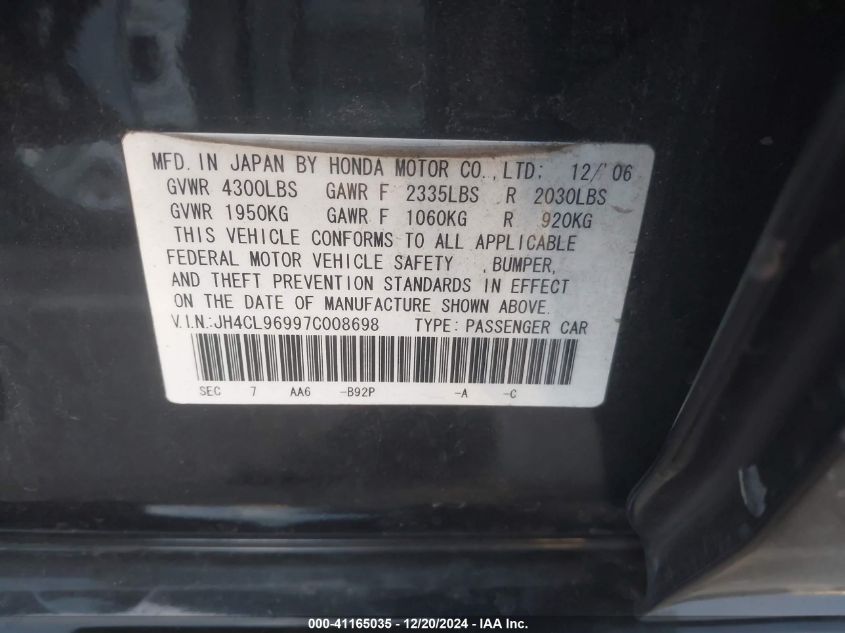 MFD. IN JAPAN BY HONDA MOTOR CO., LTD; 12/'06
GVWR 4300LBS GAWR F 2335LBS R 2030LBS
GVWR 1950KG GAWR F 1060KG R 920KG
THIS VEHICLE CONFORMS TO ALL APPLICABLE
FEDERAL MOTOR VEHICLE SAFETY ,BUMPER,
AND THEFT PREVENTION STANDARDS IN EFFECT
ON THE DATE OF MANUFACTURE SHOWN ABOVE.
V.I.N.:JH4CL96997C008698 TYPE: PASSENGER CAR
SEC 7 AA6 -B92P -A -C
000-41165035 - 12/20/2024 - IAA Inc.